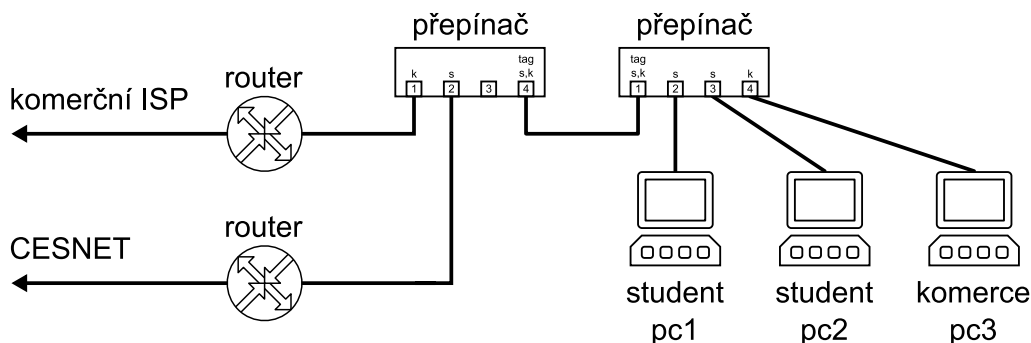 přepínač
přepínač
tag
k s s,k
1 2 3 4
tag
s,k s s k
1 2 3 4
router
komerční ISP
router
CESNET
student
pc1
student
pc2
komerce
pc3